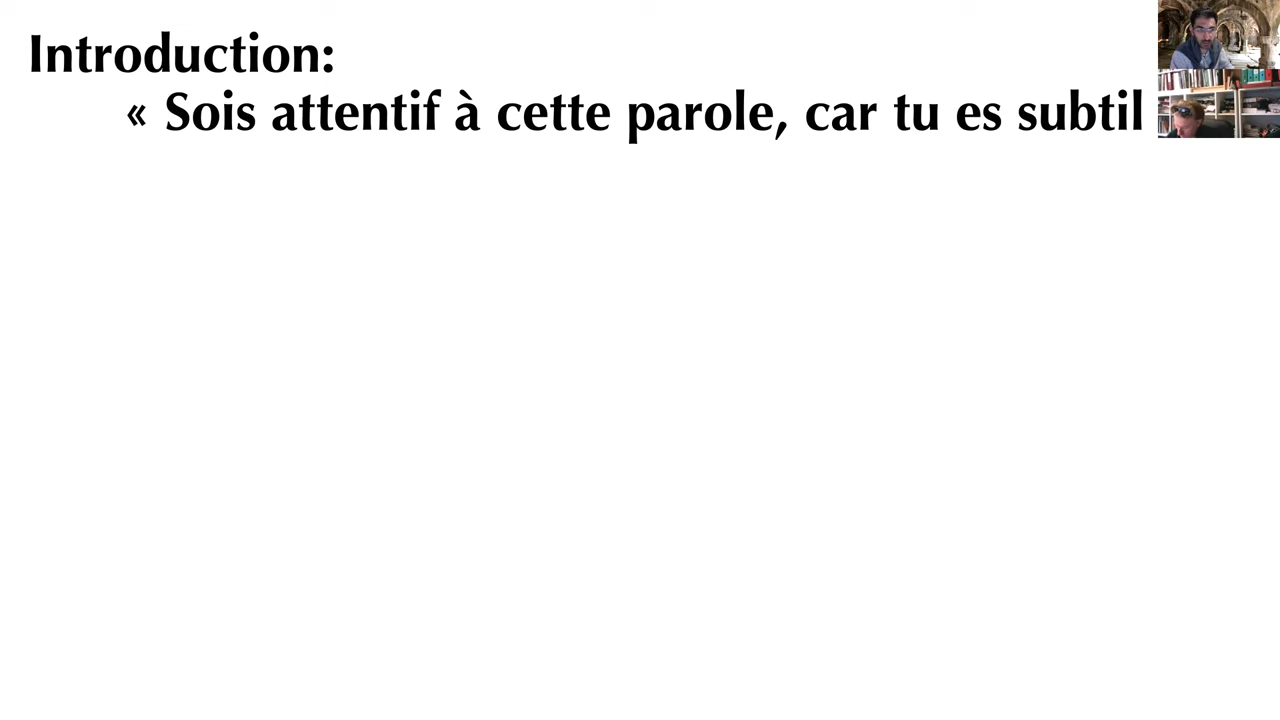 Introduction:
« Sois attentif à cette parole, car tu es subtil